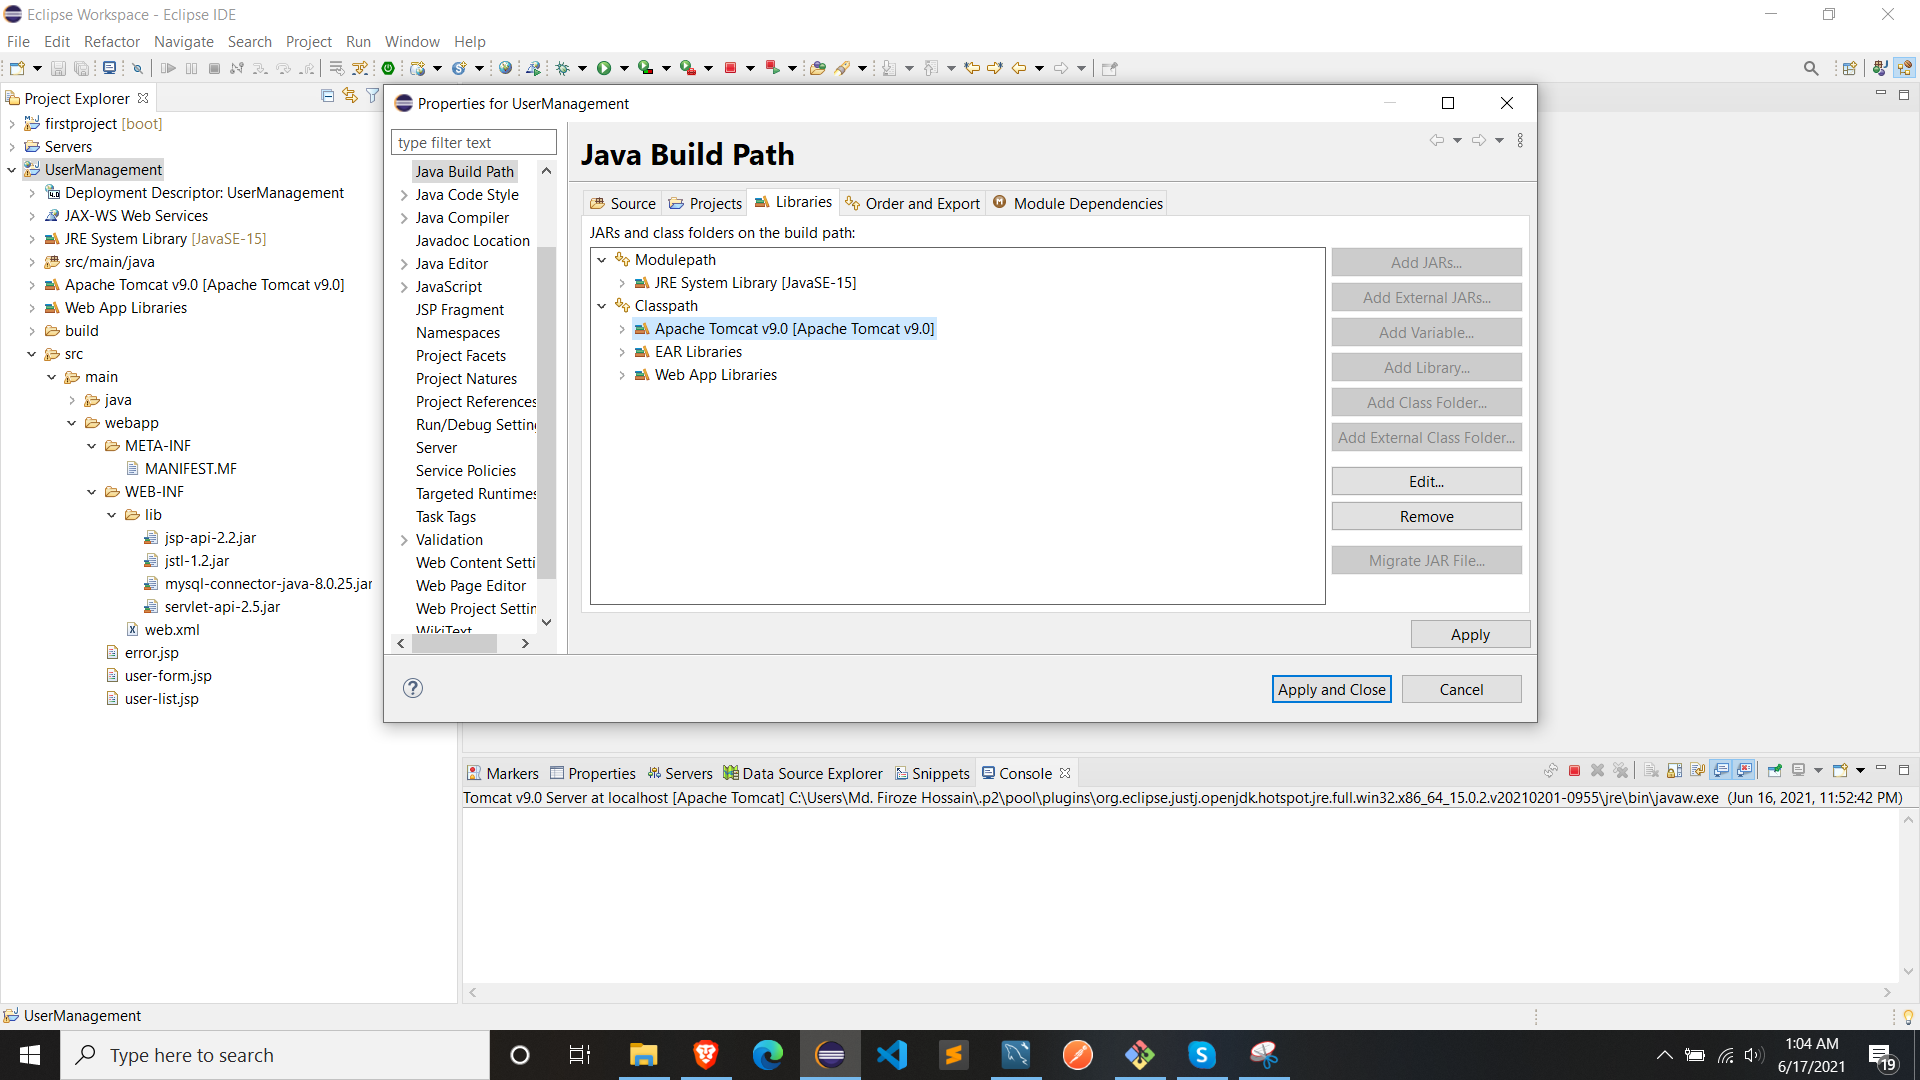 Eclipse Workspace - Eclipse IDE
File Edit Refactor Navigate Search Project Run Window Help
Project Explorer
firstproject [boot]
Servers
UserManagement
Deployment Descriptor: UserManagement
JAX-WS Web Services
JRE System Library [JavaSE-15]
src/main/java
Apache Tomcat v9.0 [Apache Tomcat v9.0]
Web App Libraries
build
src
main
java
webapp
META-INF
MANIFEST.MF
WEB-INF
lib
jsp-api-2.2.jar
jstl-1.2.jar
mysql-connector-java-8.0.25.jar
servlet-api-2.5.jar
web.xml
error.jsp
user-form.jsp
user-list.jsp
Properties for UserManagement
type filter text
Java Build Path
Java Code Style
Java Compiler
Javadoc Location
Java Editor
JavaScript
JSP Fragment
Namespaces
Project Facets
Project Natures
Project References
Run/Debug Settin
Server
Service Policies
Targeted Runtimes
Task Tags
Validation
Web Content Setti
Web Page Editor
Web Project Settin
WikiText
Java Build Path
Source Projects Libraries Order and Export Module Dependencies
JARs and class folders on the build path:
Modulepath
JRE System Library [JavaSE-15]
Classpath
Apache Tomcat v9.0 [Apache Tomcat v9.0]
EAR Libraries
Web App Libraries
Add JARs...
Add External JARs...
Add Variable...
Add Library...
Add Class Folder...
Add External Class Folder...
Edit...
Remove
Migrate JAR File...
Apply
Apply and Close Cancel
Markers Properties Servers Data Source Explorer Snippets Console
Tomcat v9.0 Server at localhost [Apache Tomcat] C:\Users\Md. Firoze Hossain\.p2\pool\plugins\org.eclipse.justj.openjdk.hotspot.jre.full.win32.x86_64_15.0.2.v20210201-0955\jre\bin\javaw.exe (Jun 16, 2021, 11:52:42 PM)
UserManagement
Type here to search
1:04 AM
6/17/2021
19